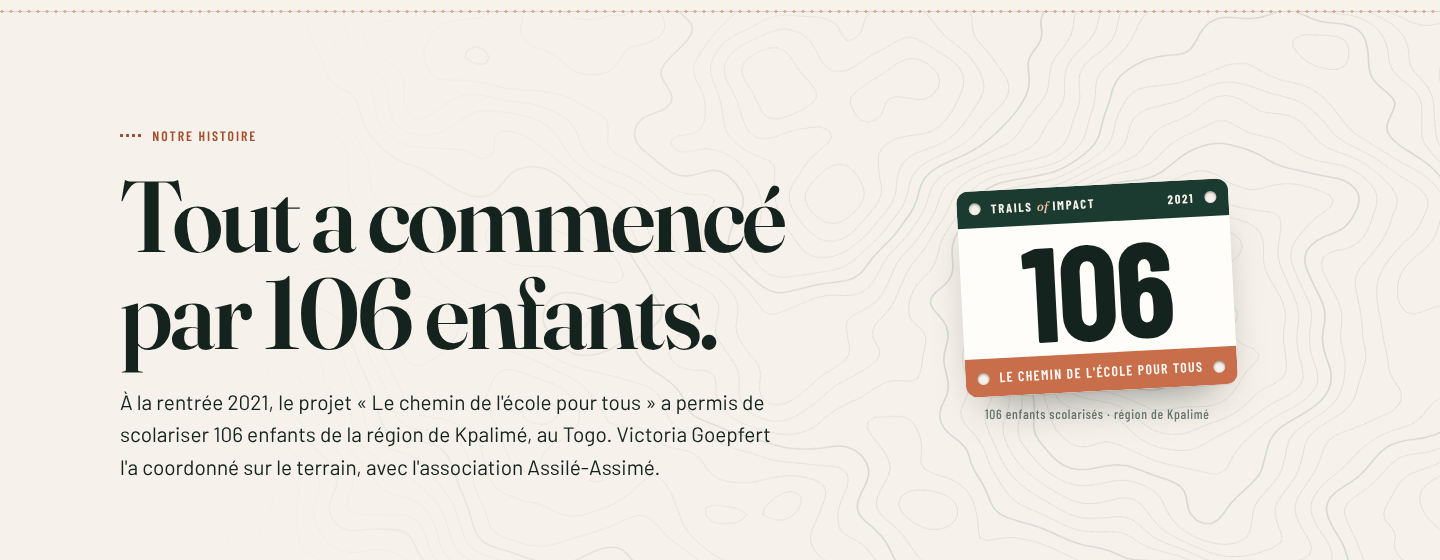 NOTRE HISTOIRE
Tout a commencé
par 106 enfants.
À la rentrée 2021, le projet « Le chemin de l'école pour tous » a permis de
scolariser 106 enfants de la région de Kpalimé, au Togo. Victoria Goepfert
l'a coordonné sur le terrain, avec l'association Assilé-Assimé.
TRAILS of IMPACT 2021
106
LE CHEMIN DE L'ÉCOLE POUR TOUS
106 enfants scolarisés · région de Kpalimé